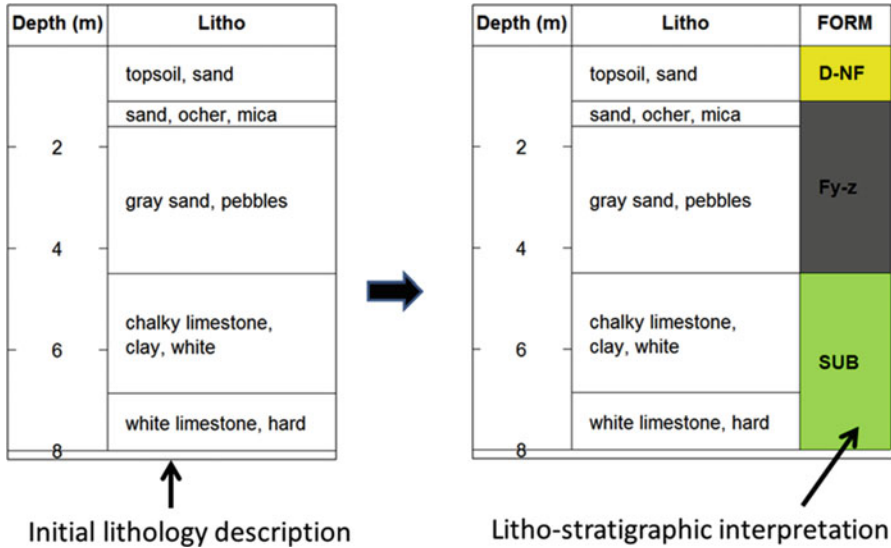 Depth (m) Litho
topsoil, sand
sand, ocher, mica
2
gray sand, pebbles
4
chalky limestone,
clay, white
6
white limestone, hard
8
Initial lithology description
Depth (m) Litho FORM
topsoil, sand D-NF
sand, ocher, mica
2
Fy-z
gray sand, pebbles
4
chalky limestone,
clay, white
6
SUB
white limestone, hard
8
Litho-stratigraphic interpretation